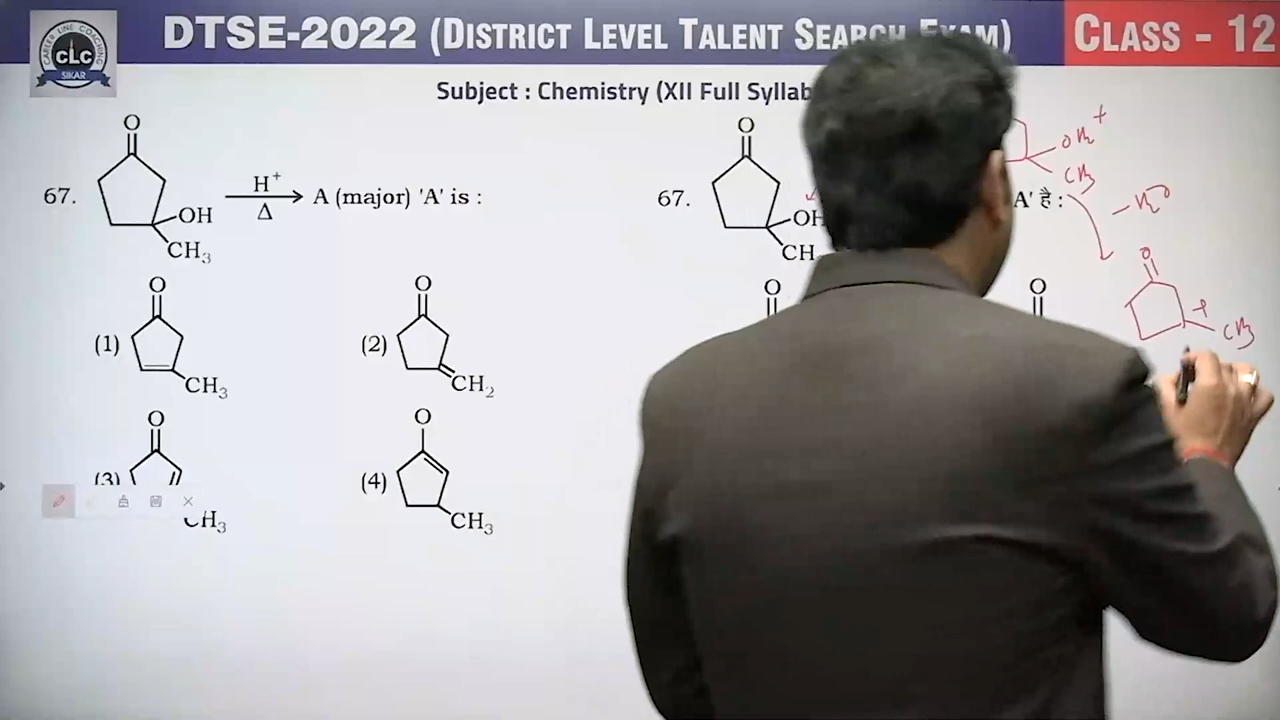 DTSE-2022 (DISTRICT LEVEL TALENT SEARCH EXAM)
CLASS - 12
CAREER LINE COACHING
CLC
SIKAR
Subject : Chemistry (XII Full Syllab
67.
O
OH
CH3
H+
Δ
A (major) 'A' is :
(1)
O
CH3
(2)
O
CH2
(3)
O
CH3
(4)
O
CH3
67.
O
OH
CH
A' है :
O
O
OH2+
CH3
-H2O
O
+
CH3